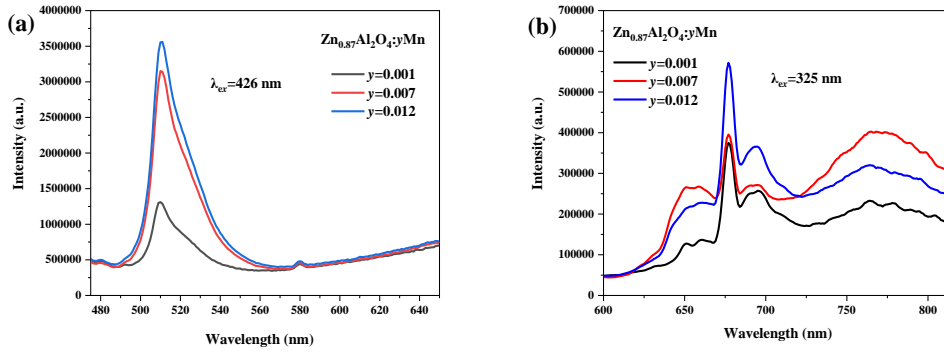 (a)
Zn0.87Al2O4:yMn
λex=426 nm
y=0.001
y=0.007
y=0.012
4000000
3500000
3000000
2500000
2000000
1500000
1000000
500000
0
Intensity (a.u.)
480 500 520 540 560 580 600 620 640
Wavelength (nm)
(b)
Zn0.87Al2O4:yMn
λex=325 nm
y=0.001
y=0.007
y=0.012
700000
600000
500000
400000
300000
200000
100000
0
Intensity (a.u.)
600 650 700 750 800
Wavelength (nm)